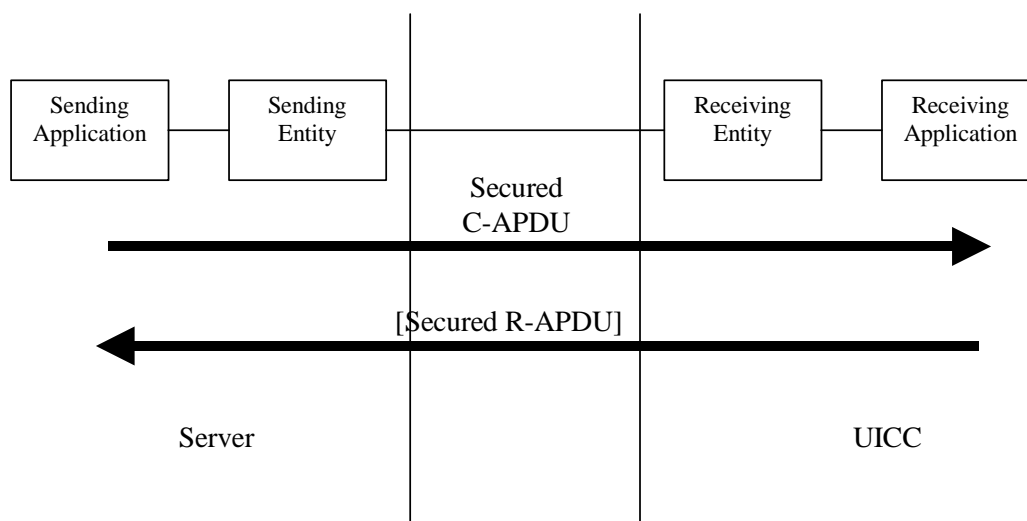 Sending
Application
Sending
Entity
Receiving
Entity
Receiving
Application
Secured
C-APDU
[Secured R-APDU]
Server
UICC